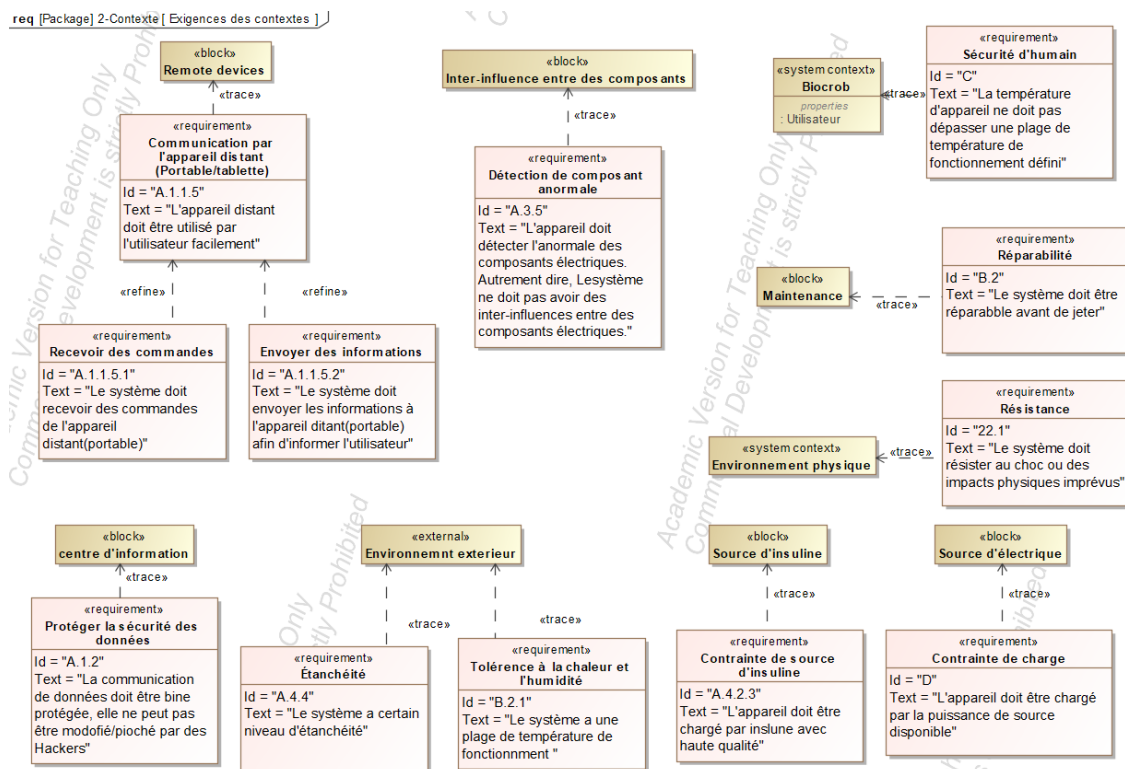 req [Package] 2-Contexte [ Exigences des contextes ]
«block»
Remote devices
«trace»
«requirement»
Communication par
l'appareil distant
(Portable/tablette)
Id = "A.1.1.5"
Text = "L'appareil distant
doit être utilisé par
l'utilisateur facilement"
«refine»
«refine»
«requirement»
Recevoir des commandes
Id = "A.1.1.5.1"
Text = "Le système doit
recevoir des commandes
de l'appareil
distant(portable)"
«requirement»
Envoyer des informations
Id = "A.1.1.5.2"
Text = "Le système doit
envoyer les informations à
l'appareil ditant(portable)
afin d'informer l'utilisateur"
«block»
Inter-influence entre des composants
«trace»
«requirement»
Détection de composant
anormale
Id = "A.3.5"
Text = "L'appareil doit
détecter l'anormale des
composants électriques.
Autrement dire, Lesystème
ne doit pas avoir des
inter-influences entre des
composants électriques."
«system context»
Biocrob
properties
: Utilisateur
«trace»
«requirement»
Sécurité d'humain
Id = "C"
Text = "La température
d'appareil ne doit pas
dépasser une plage de
température de
fonctionnement défini"
«block»
Maintenance
«trace»
«requirement»
Réparabilité
Id = "B.2"
Text = "Le système doit être
réparabble avant de jeter"
«system context»
Environnement physique
«trace»
«requirement»
Résistance
Id = "22.1"
Text = "Le système doit
résister au choc ou des
impacts physiques imprévus"
«block»
centre d'information
«trace»
«requirement»
Protéger la sécurité des
données
Id = "A.1.2"
Text = "La communication
de données doit être bine
protégée, elle ne peut pas
être modofié/pioché par des
Hackers"
«external»
Environnemnt exterieur
«trace»
«trace»
«requirement»
Étanchéité
Id = "A.4.4"
Text = "Le système a certain
niveau d'étanchéité"
«requirement»
Tolérence à la chaleur et
l'humidité
Id = "B.2.1"
Text = "Le système a une
plage de température de
fonctionnment "
«block»
Source d'insuline
«trace»
«requirement»
Contrainte de source
d'insuline
Id = "A.4.2.3"
Text = "L'appareil doit être
chargé par inslune avec
haute qualité"
«block»
Source d'électrique
«trace»
«requirement»
Contrainte de charge
Id = "D"
Text = "L'appareil doit être chargé
par la puissance de source
disponible"
Academic Version for Teaching Only
Commercial Development is strictly Prohibited